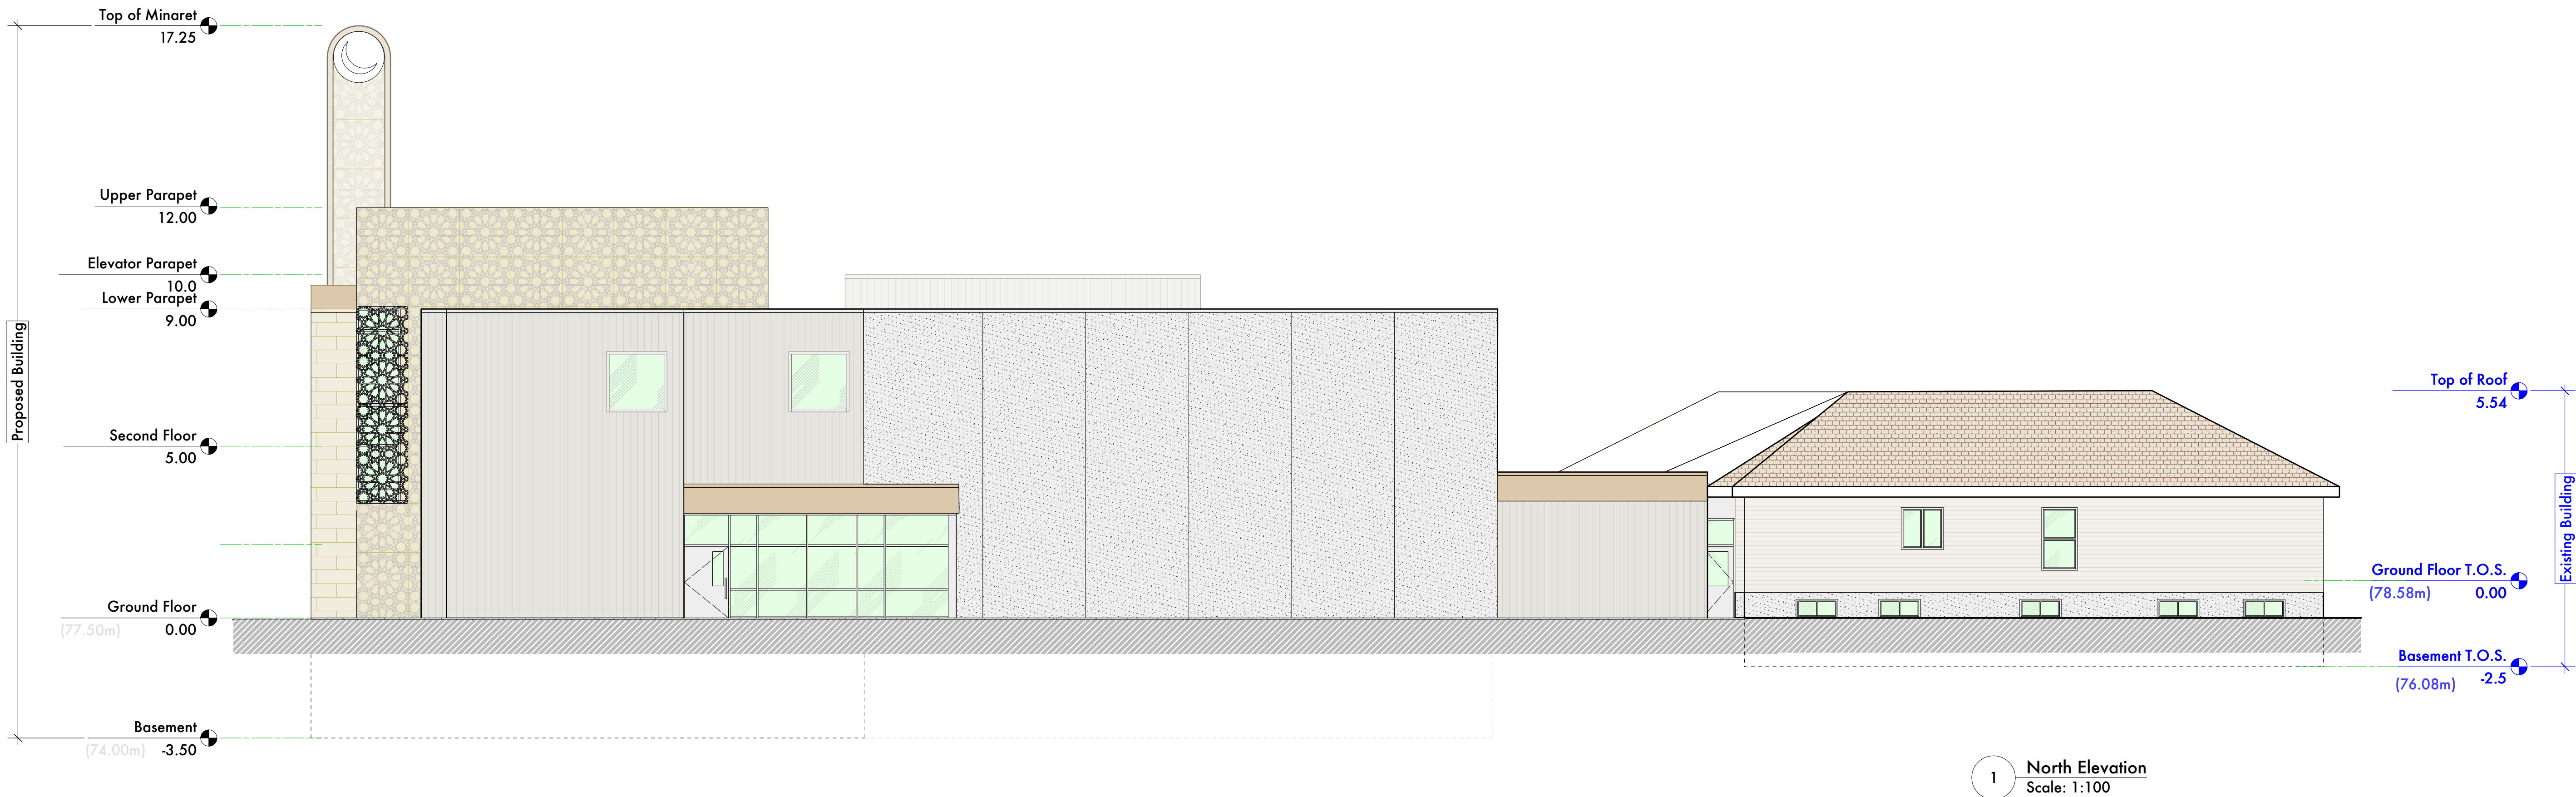 Top of Minaret
17.25
Upper Parapet
12.00
Elevator Parapet
10.0
Lower Parapet
9.00
Proposed Building
Second Floor
5.00
Ground Floor
(77.50m) 0.00
Basement
(74.00m) -3.50
Top of Roof
5.54
Existing Building
Ground Floor T.O.S.
(78.58m) 0.00
Basement T.O.S.
(76.08m) -2.5
1 North Elevation
Scale: 1:100